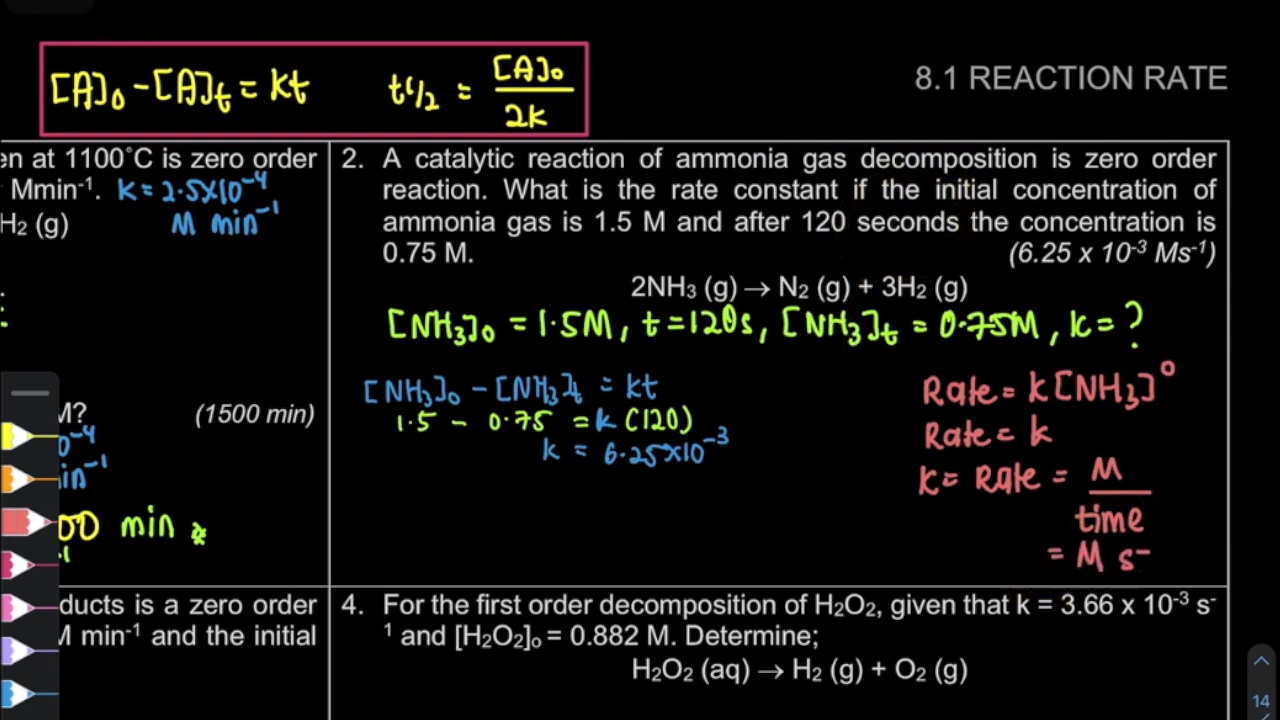 [A]₀ - [A]t = kt t½ = [A]₀ / 2k
8.1 REACTION RATE
en at 1100°C is zero order
Mmin⁻¹. k = 2.5x10⁻⁴
M min⁻¹
H₂ (g)
M? (1500 min)
0⁻⁴
in⁻¹
00 min
2. A catalytic reaction of ammonia gas decomposition is zero order
reaction. What is the rate constant if the initial concentration of
ammonia gas is 1.5 M and after 120 seconds the concentration is
0.75 M. (6.25 x 10⁻³ Ms⁻¹)
2NH₃ (g) → N₂ (g) + 3H₂ (g)
[NH₃]₀ = 1.5M, t = 120s, [NH₃]t = 0.75M, k = ?
[NH₃]₀ - [NH₃]t = kt
1.5 - 0.75 = k (120)
k = 6.25x10⁻³
Rate = k[NH₃]⁰
Rate = k
k = Rate = M / time
= M s⁻
ducts is a zero order
M min⁻¹ and the initial
4. For the first order decomposition of H₂O₂, given that k = 3.66 x 10⁻³ s⁻
¹ and [H₂O₂]₀ = 0.882 M. Determine;
H₂O₂ (aq) → H₂ (g) + O₂ (g)
14